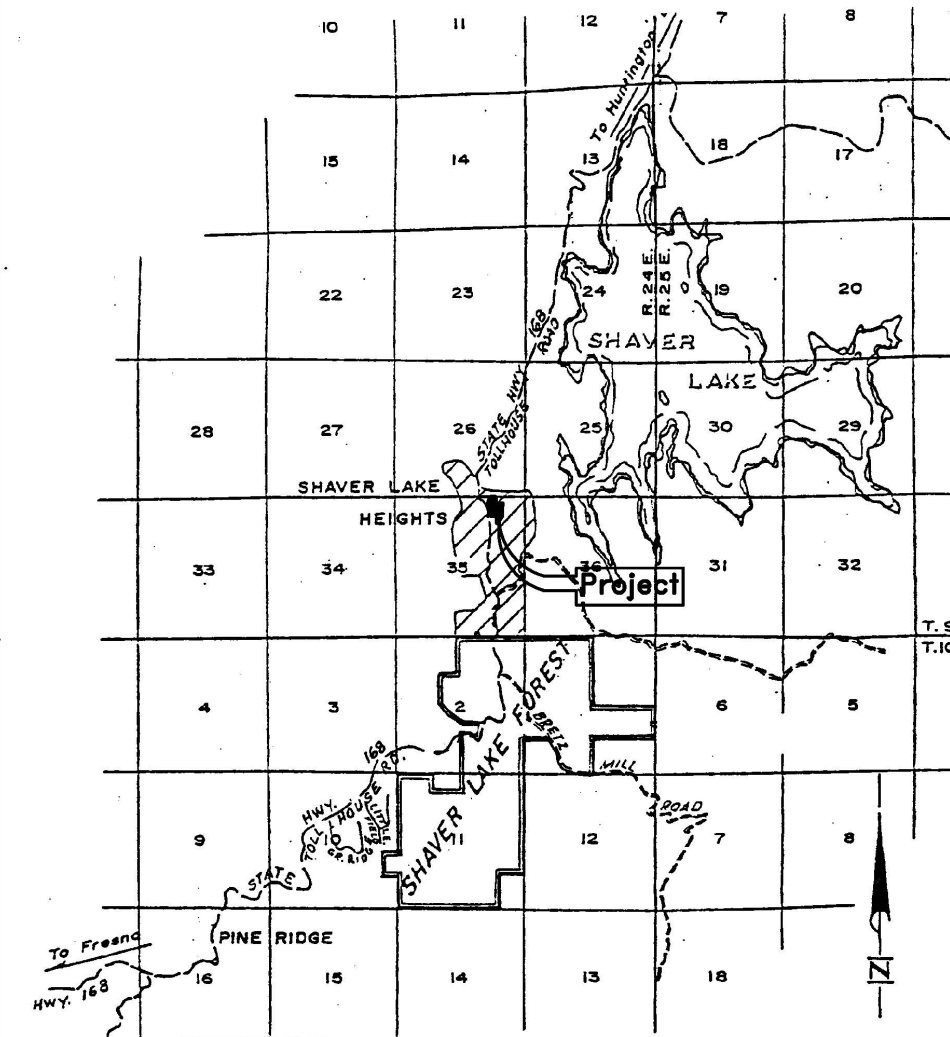 10 11 12 7 8
To Huntington
15 14 13 18 17
22 23 24 19 20
R. 24 E.
R. 25 E.
168
ROAD
SHAVER
LAKE
STATE HWY.
TOLLHOUSE
28 27 26 25 30 29
SHAVER LAKE
HEIGHTS
33 34 35 36 31 32
Project
T. 9
T. 10
4 3 2 6 5
SHAVER LAKE FOREST
BRETZ
MILL
ROAD
168
RD.
HWY.
TOLLHOUSE
LITTLE
FIELD
GR. RIDGE
STATE
9 10 11 12 7 8
PINE RIDGE
To Fresno
HWY. 168
16 15 14 13 18
N